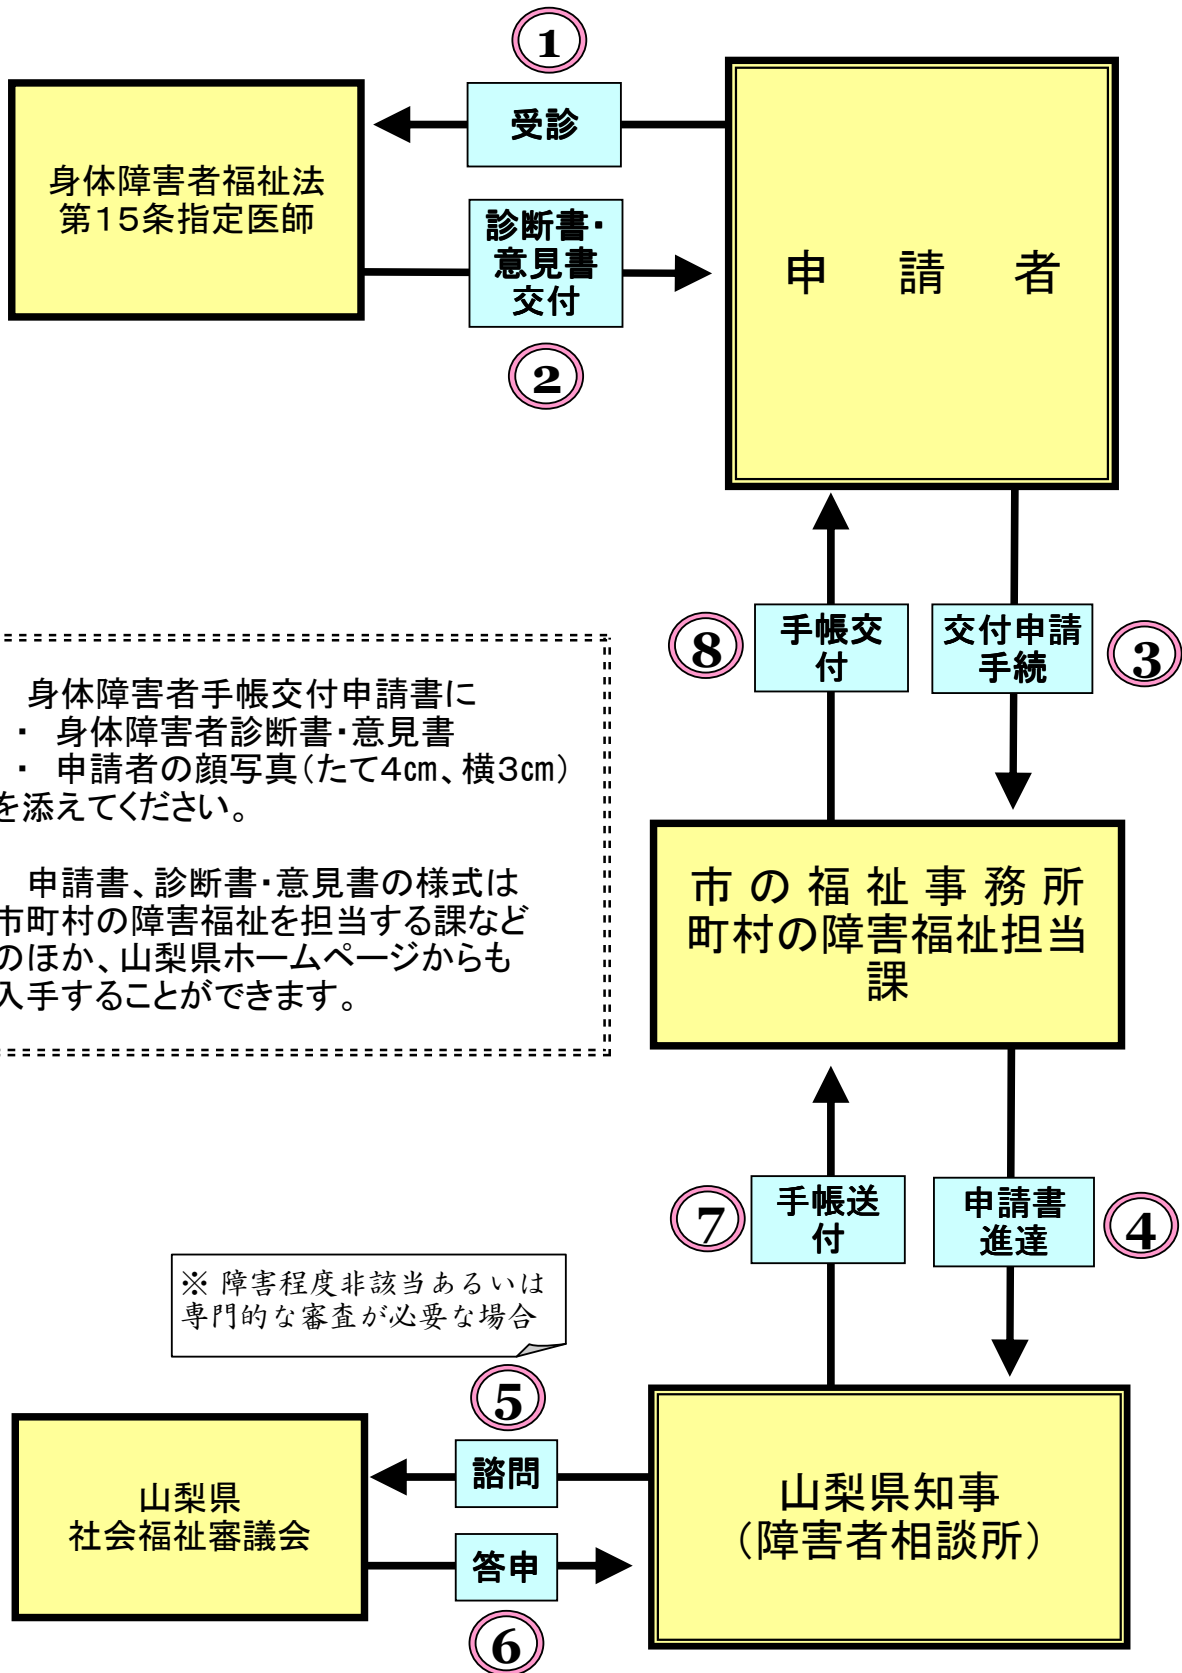 1
受診
身体障害者福祉法
第15条指定医師
診断書・
意見書
交付
2
申　請　者
8
手帳交
付
交付申請
手続
3
身体障害者手帳交付申請書に
・ 身体障害者診断書・意見書
・ 申請者の顔写真（たて4㎝、横3㎝）
を添えてください。
申請書、診断書・意見書の様式は
市町村の障害福祉を担当する課など
のほか、山梨県ホームページからも
入手することができます。
市の福祉事務所
町村の障害福祉担当
課
7
手帳送
付
申請書
進達
4
※ 障害程度非該当あるいは
専門的な審査が必要な場合
5
諮問
山梨県
社会福祉審議会
答申
6
山梨県知事
（障害者相談所）